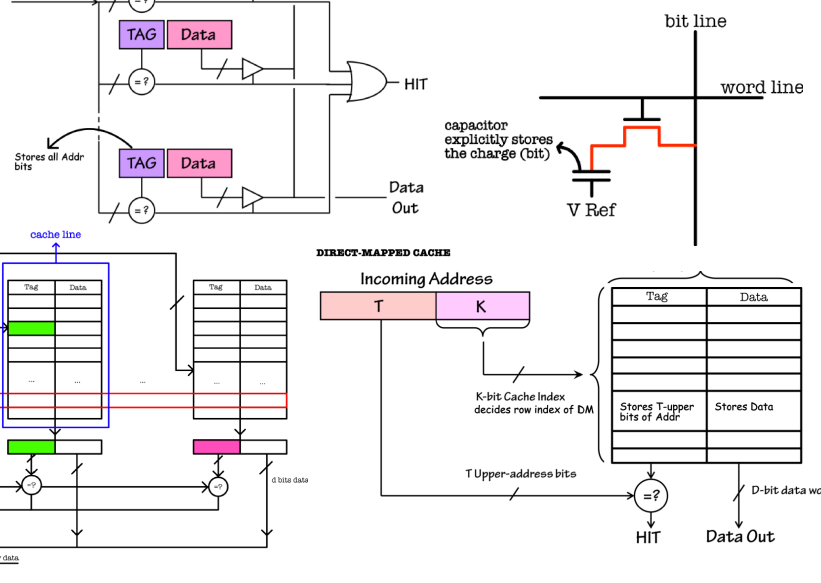 = ?
TAG Data
= ?
HIT
Stores all Addr
bits
TAG Data
= ?
Data
Out
bit line
word line
capacitor
explicitly stores
the charge (bit)
V Ref
cache line
Tag Data
... ...
...
Tag Data
... ...
=?
=?
d bits data
data
DIRECT-MAPPED CACHE
Incoming Address
T K
K-bit Cache Index
decides row index of DM
Tag Data
Stores T-upper
bits of Addr
Stores Data
T Upper-address bits
=?
D-bit data
HIT
Data Out